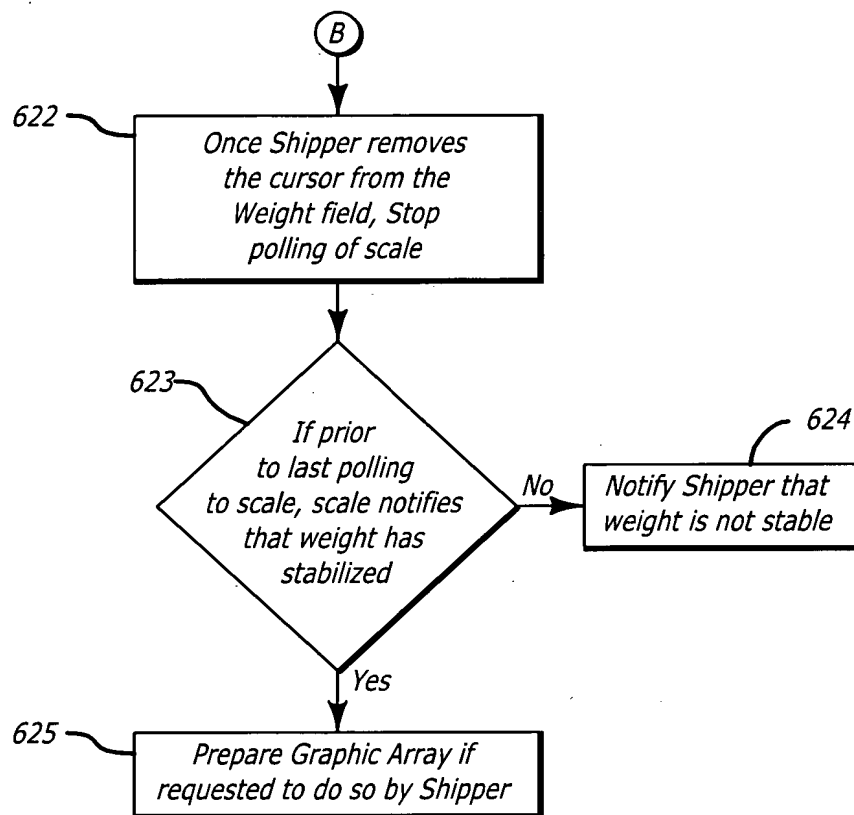 B
622
Once Shipper removes
the cursor from the
Weight field, Stop
polling of scale
623
If prior
to last polling
to scale, scale notifies
that weight has
stabilized
No
624
Notify Shipper that
weight is not stable
Yes
625
Prepare Graphic Array if
requested to do so by Shipper